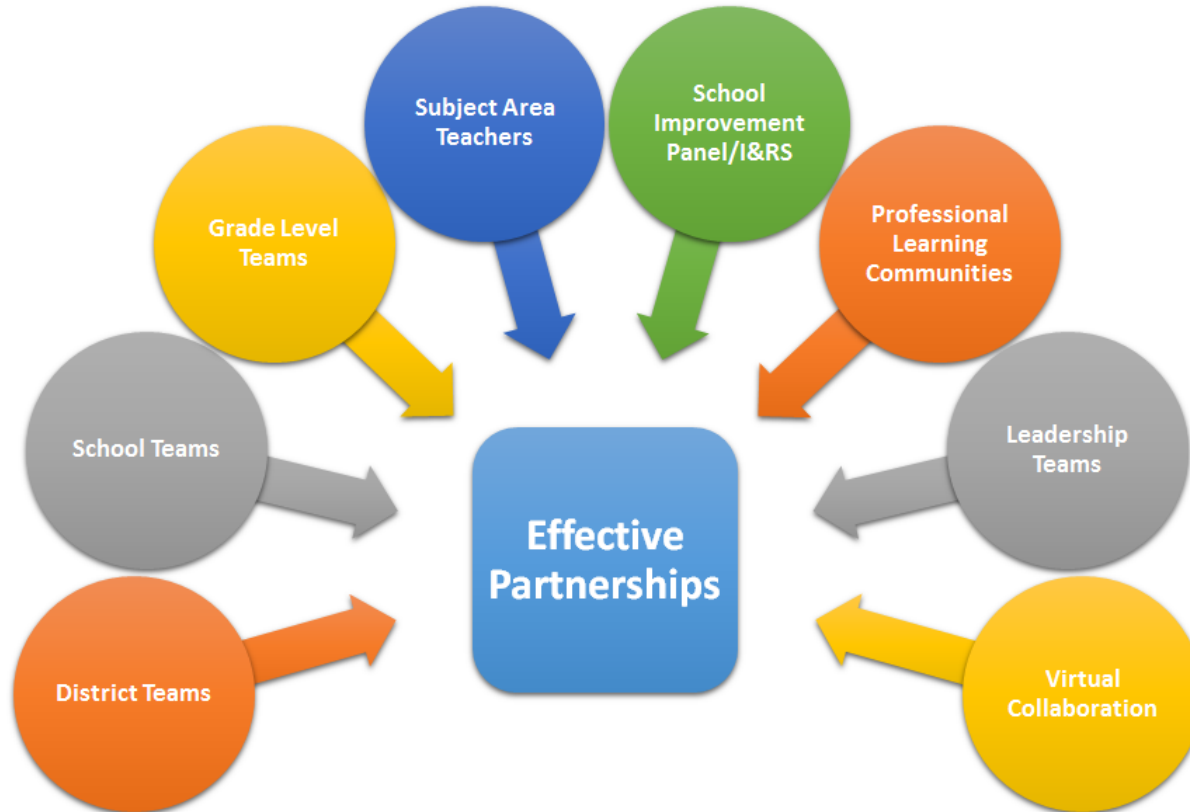 Subject Area
Teachers
School
Improvement
Panel/I&RS
Grade Level
Teams
Professional
Learning
Communities
School Teams
Leadership
Teams
Effective
Partnerships
District Teams
Virtual
Collaboration